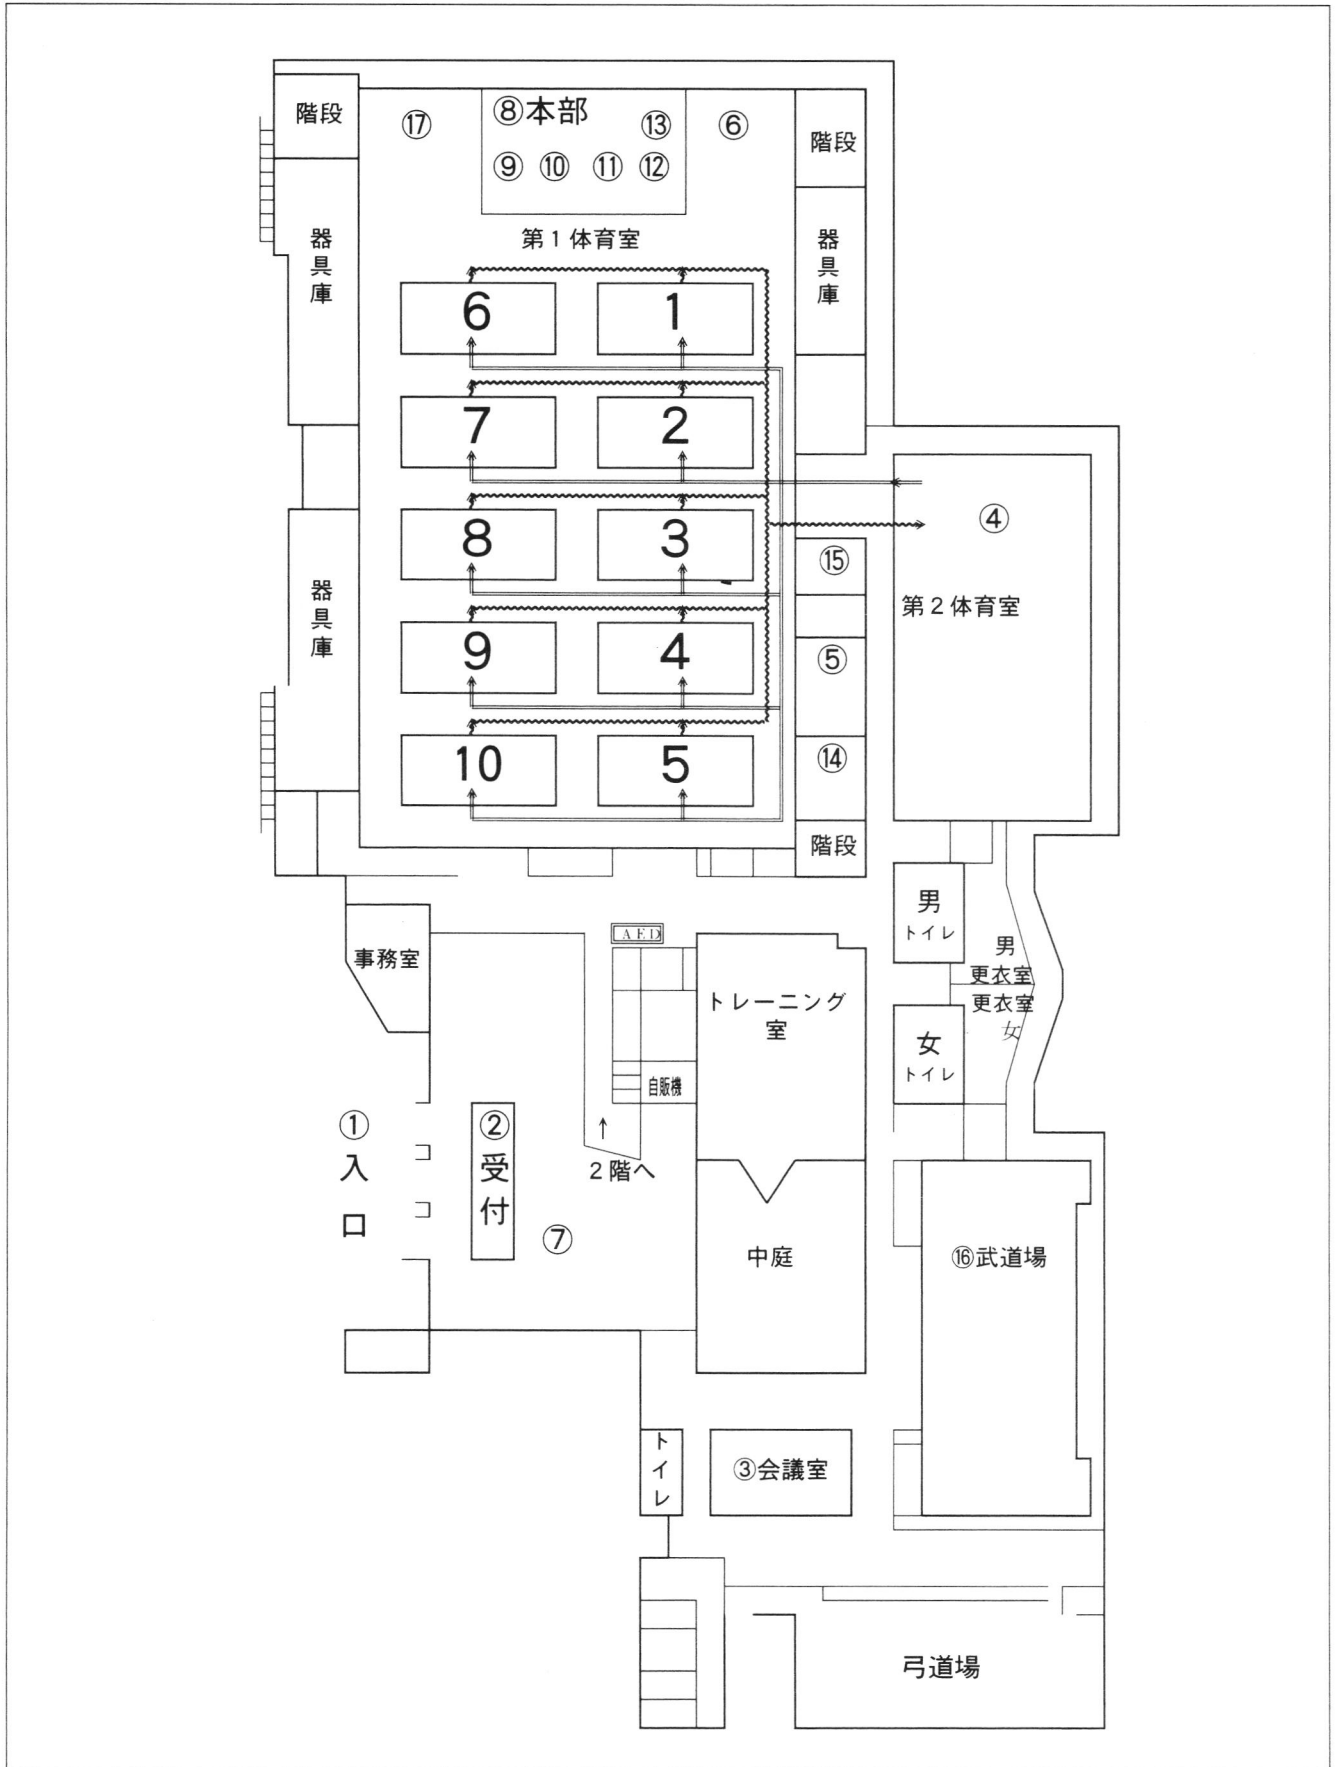 階段
⑰
⑧本部
⑬
⑥
階段
⑨ ⑩ ⑪ ⑫
器具庫
第1体育室
器具庫
6
1
7
2
8
3
④
⑮
器具庫
第2体育室
9
4
⑤
10
5
⑭
階段
事務室
AED
トレーニング
室
男
トイレ
男
更衣室
更衣室
女
女
トイレ
自販機
①
入口
②
受付
↑
2階へ
⑦
中庭
⑯武道場
トイレ
③会議室
弓道場